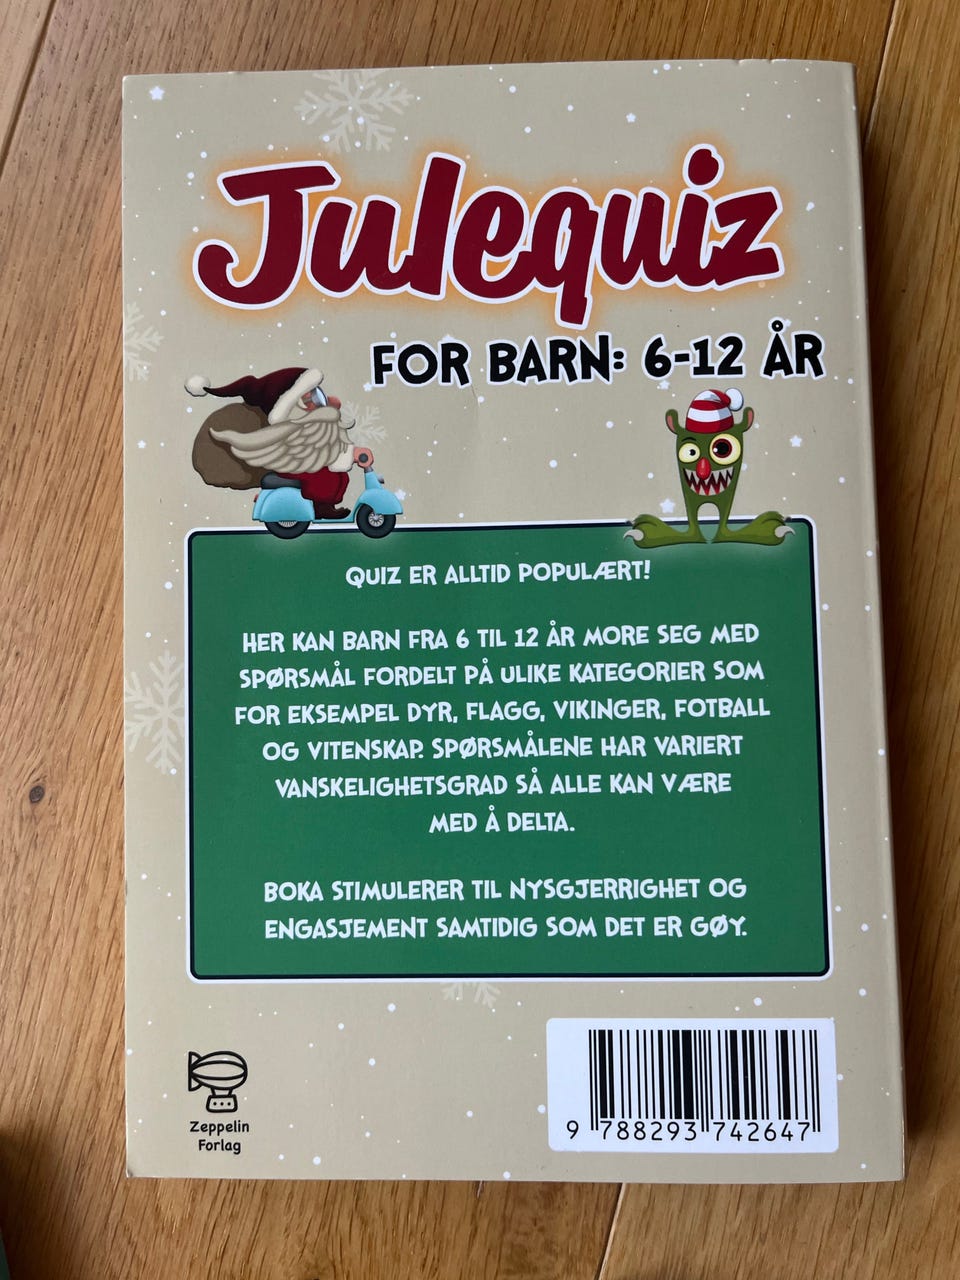 Julequiz
FOR BARN: 6-12 ÅR
QUIZ ER ALLTID POPULÆRT!
HER KAN BARN FRA 6 TIL 12 ÅR MORE SEG MED
SPØRSMÅL FORDELT PÅ ULIKE KATEGORIER SOM
FOR EKSEMPEL DYR, FLAGG, VIKINGER, FOTBALL
OG VITENSKAP. SPØRSMÅLENE HAR VARIERT
VANSKELIGHETSGRAD SÅ ALLE KAN VÆRE
MED Å DELTA.
BOKA STIMULERER TIL NYSGJERRIGHET OG
ENGASJEMENT SAMTIDIG SOM DET ER GØY.
Zeppelin
Forlag
9 788293 742647